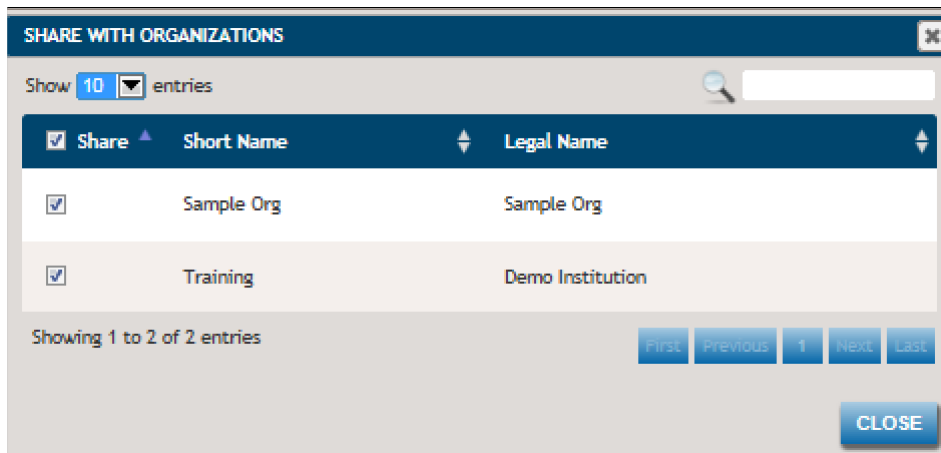 SHARE WITH ORGANIZATIONS
Show 10 entries
Share Short Name Legal Name
Sample Org Sample Org
Training Demo Institution
Showing 1 to 2 of 2 entries
First Previous 1 Next Last
CLOSE